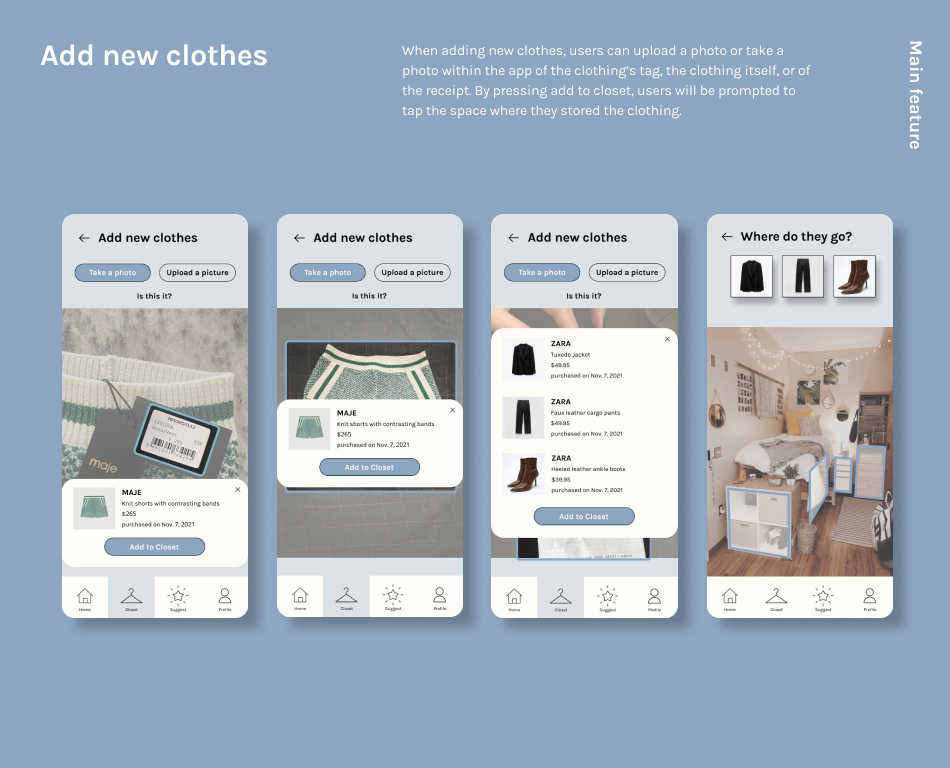 Add new clothes
When adding new clothes, users can upload a photo or take a
photo within the app of the clothing's tag, the clothing itself, or of
the receipt. By pressing add to closet, users will be prompted to
tap the space where they stored the clothing.
Main feature
Add new clothes
Take a photo
Upload a picture
Is this it?
maje
MAJE
Knit shorts with contrasting bands
$265
purchased on Nov. 7, 2021
Add to Closet
Home
Closet
Suggest
Profile
Add new clothes
Take a photo
Upload a picture
Is this it?
MAJE
Knit shorts with contrasting bands
$265
purchased on Nov. 7, 2021
Add to Closet
Home
Closet
Suggest
Profile
Add new clothes
Take a photo
Upload a picture
Is this it?
ZARA
Tuxedo Jacket
$49.95
purchased on Nov. 7, 2021
ZARA
Faux leather cargo pants
$49.95
purchased on Nov. 7, 2021
ZARA
Heeled leather ankle boots
$39.95
purchased on Nov. 7, 2021
Add to Closet
Home
Closet
Suggest
Profile
Where do they go?
Home
Closet
Suggest
Profile